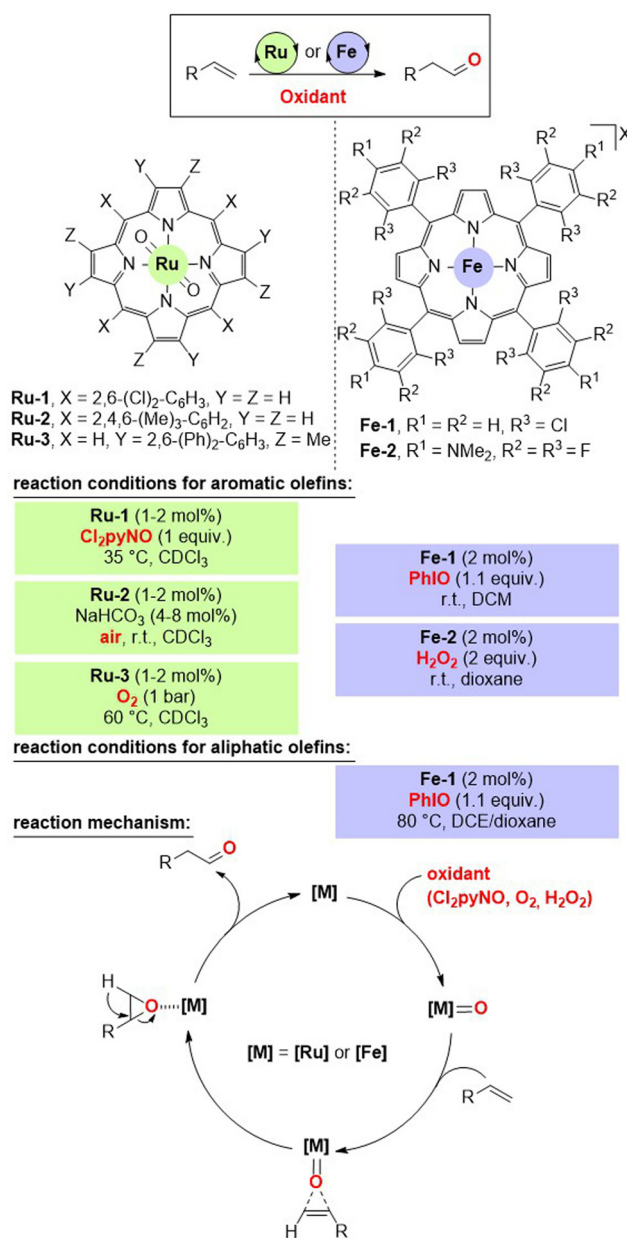 R Ru or Fe R O
Oxidant
X
R² R² R¹ R¹ R³ R³ R² R² R³ R³
Y Z X X Z Y N O N Ru N O N Y Z X X Z Y
N N Fe N N
R³ R³ R² R² R³ R³ R¹ R¹ R² R²
Ru-1, X = 2,6-(Cl)₂-C₆H₃, Y = Z = H
Ru-2, X = 2,4,6-(Me)₃-C₆H₂, Y = Z = H
Ru-3, X = H, Y = 2,6-(Ph)₂-C₆H₃, Z = Me
Fe-1, R¹ = R² = H, R³ = Cl
Fe-2, R¹ = NMe₂, R² = R³ = F
reaction conditions for aromatic olefins:
Ru-1 (1-2 mol%)
Cl₂pyNO (1 equiv.)
35 °C, CDCl₃
Ru-2 (1-2 mol%)
NaHCO₃ (4-8 mol%)
air, r.t., CDCl₃
Ru-3 (1-2 mol%)
O₂ (1 bar)
60 °C, CDCl₃
Fe-1 (2 mol%)
PhIO (1.1 equiv.)
r.t., DCM
Fe-2 (2 mol%)
H₂O₂ (2 equiv.)
r.t., dioxane
reaction conditions for aliphatic olefins:
Fe-1 (2 mol%)
PhIO (1.1 equiv.)
80 °C, DCE/dioxane
reaction mechanism:
R O
[M]
oxidant
(Cl₂pyNO, O₂, H₂O₂)
H R O [M]
[M]=O
[M] = [Ru] or [Fe]
R
[M]
O
H R